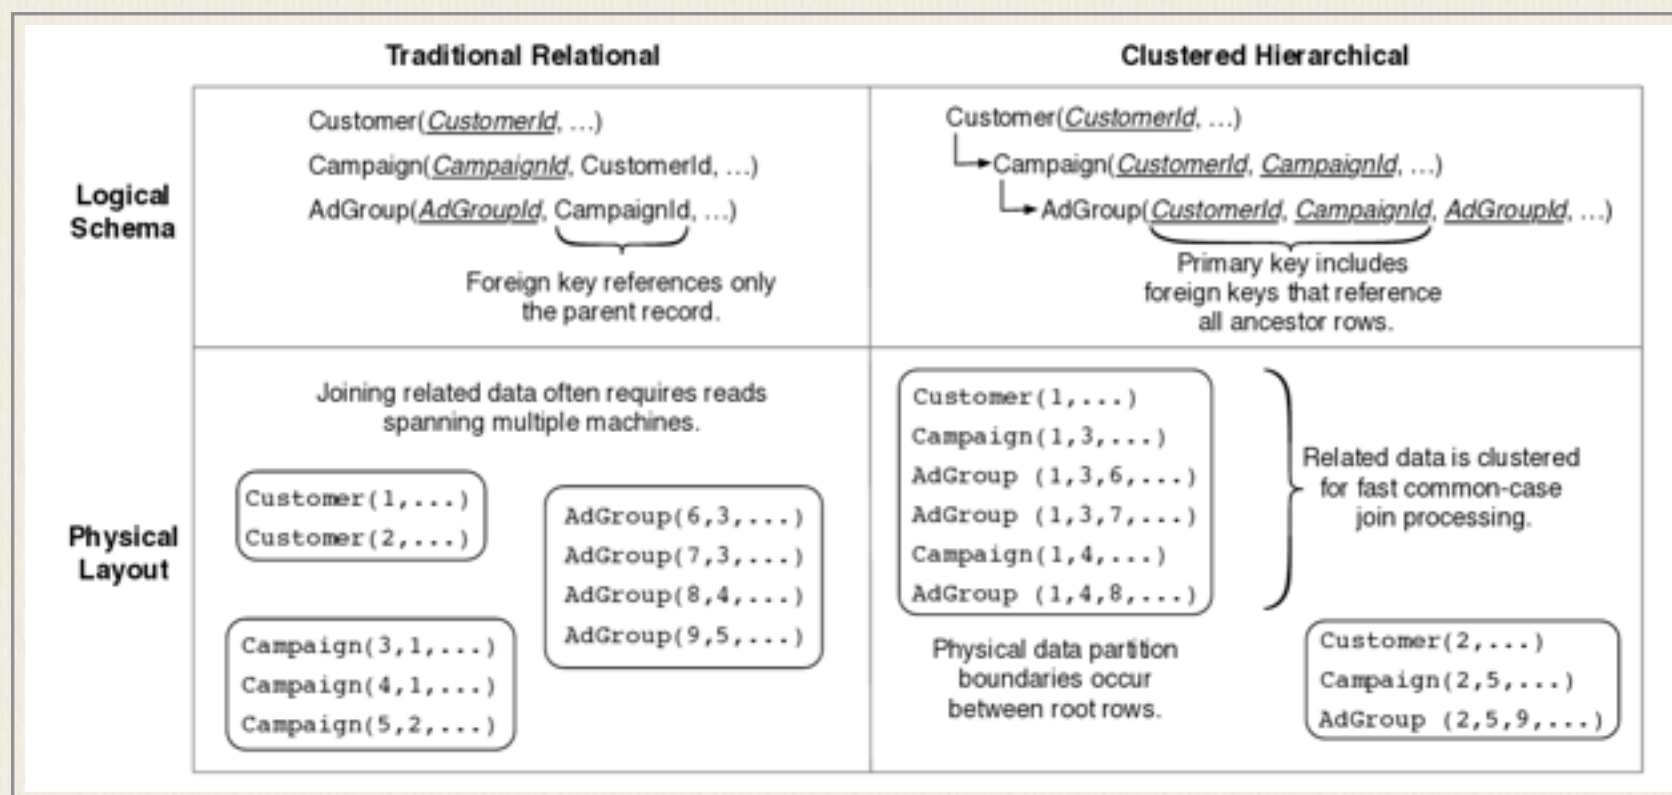 Traditional Relational
Clustered Hierarchical
Logical
Schema
Customer(CustomerId, ...)
Campaign(CampaignId, CustomerId, ...)
AdGroup(AdGroupId, CampaignId, ...)
Foreign key references only
the parent record.
Customer(CustomerId, ...)
Campaign(CustomerId, CampaignId, ...)
AdGroup(CustomerId, CampaignId, AdGroupId, ...)
Primary key includes
foreign keys that reference
all ancestor rows.
Physical
Layout
Joining related data often requires reads
spanning multiple machines.
Customer(1,...)
Customer(2,...)
AdGroup(6,3,...)
AdGroup(7,3,...)
AdGroup(8,4,...)
AdGroup(9,5,...)
Campaign(3,1,...)
Campaign(4,1,...)
Campaign(5,2,...)
Customer(1,...)
Campaign(1,3,...)
AdGroup (1,3,6,...)
AdGroup (1,3,7,...)
Campaign(1,4,...)
AdGroup (1,4,8,...)
Related data is clustered
for fast common-case
join processing.
Physical data partition
boundaries occur
between root rows.
Customer(2,...)
Campaign(2,5,...)
AdGroup (2,5,9,...)